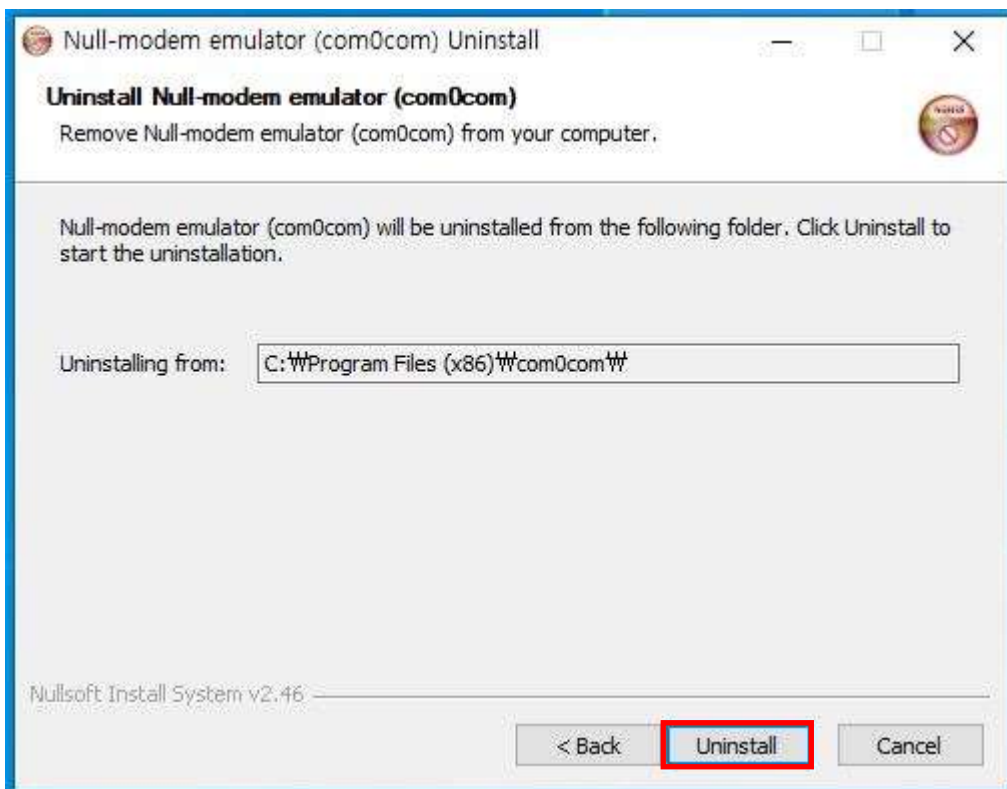 Null-modem emulator (com0com) Uninstall
Uninstall Null-modem emulator (com0com)
Remove Null-modem emulator (com0com) from your computer.
Null-modem emulator (com0com) will be uninstalled from the following folder. Click Uninstall to
start the uninstallation.
Uninstalling from: C:₩Program Files (x86)₩com0com₩
Nullsoft Install System v2.46
< Back Uninstall Cancel